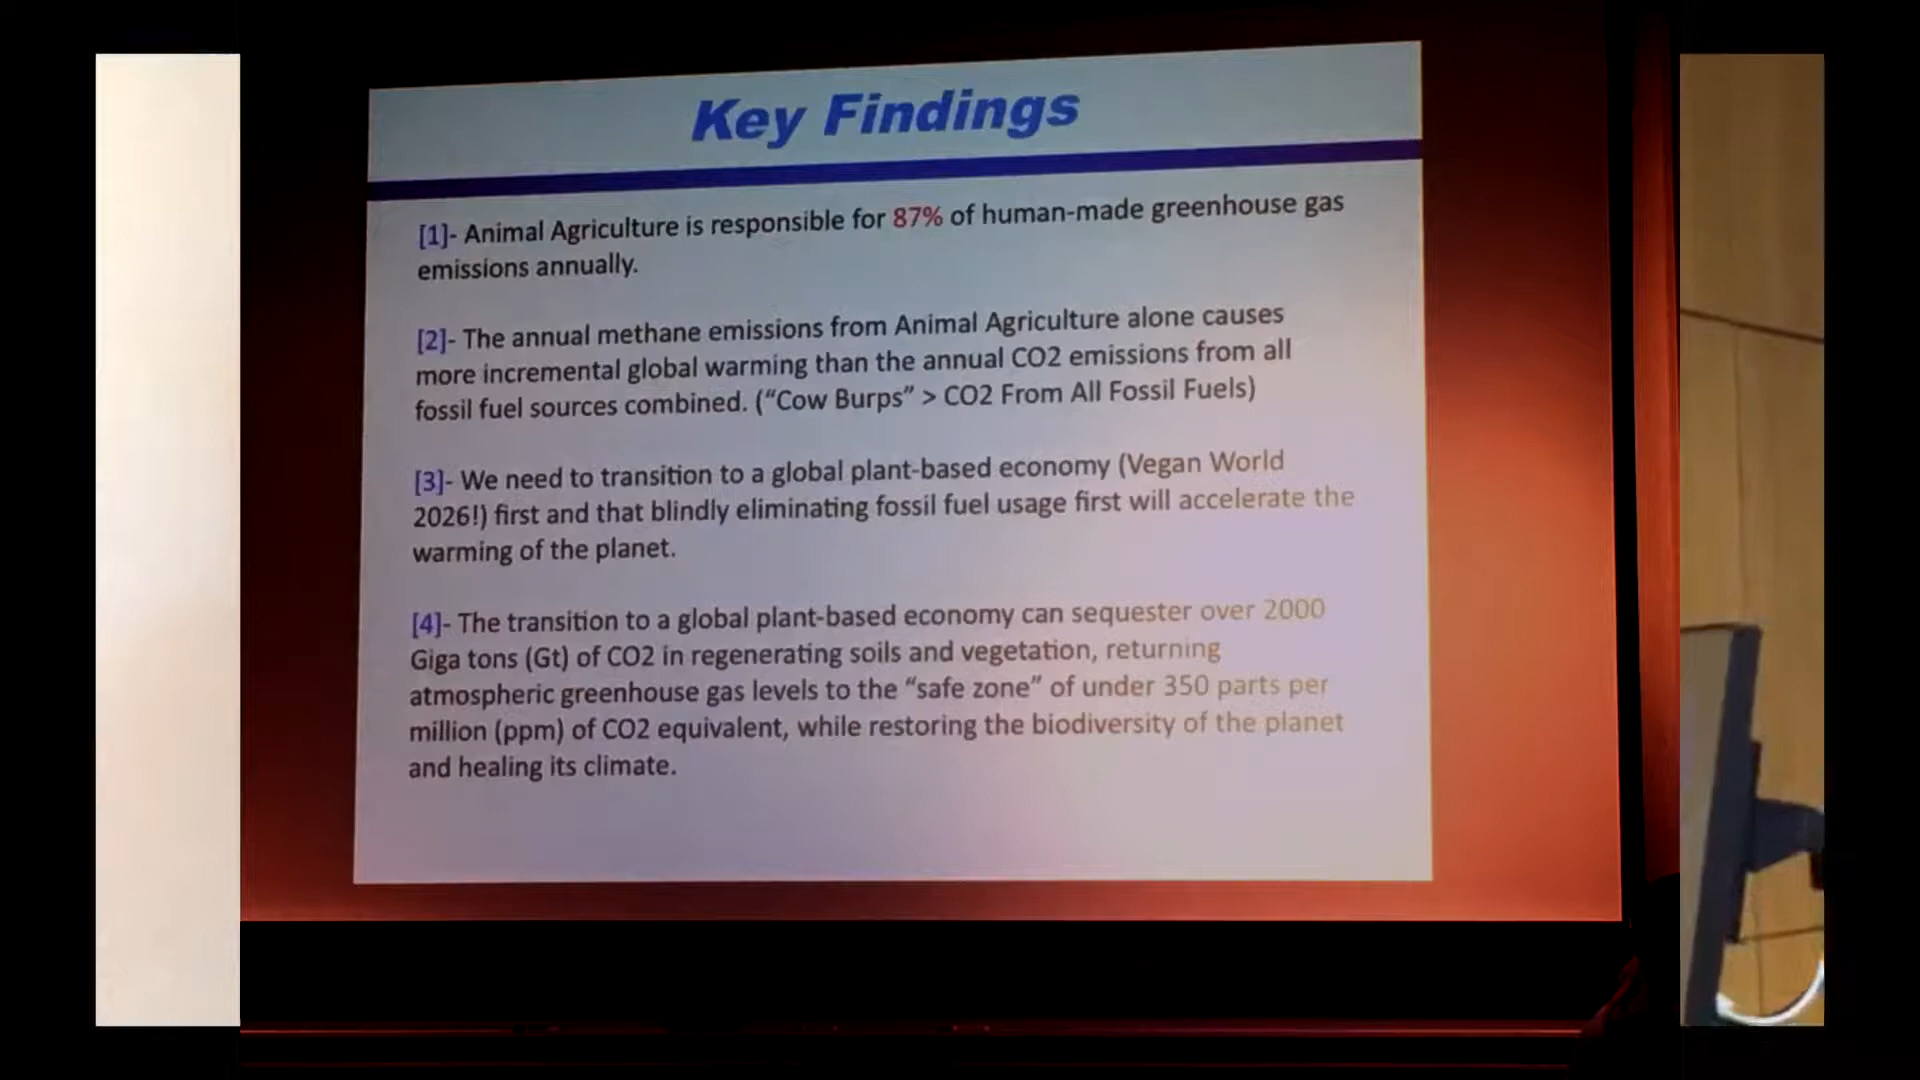 Key Findings
[1]- Animal Agriculture is responsible for 87% of human-made greenhouse gas
emissions annually.
[2]- The annual methane emissions from Animal Agriculture alone causes
more incremental global warming than the annual CO2 emissions from all
fossil fuel sources combined. (“Cow Burps” > CO2 From All Fossil Fuels)
[3]- We need to transition to a global plant-based economy (Vegan World
2026!) first and that blindly eliminating fossil fuel usage first will accelerate the
warming of the planet.
[4]- The transition to a global plant-based economy can sequester over 2000
Giga tons (Gt) of CO2 in regenerating soils and vegetation, returning
atmospheric greenhouse gas levels to the “safe zone” of under 350 parts per
million (ppm) of CO2 equivalent, while restoring the biodiversity of the planet
and healing its climate.